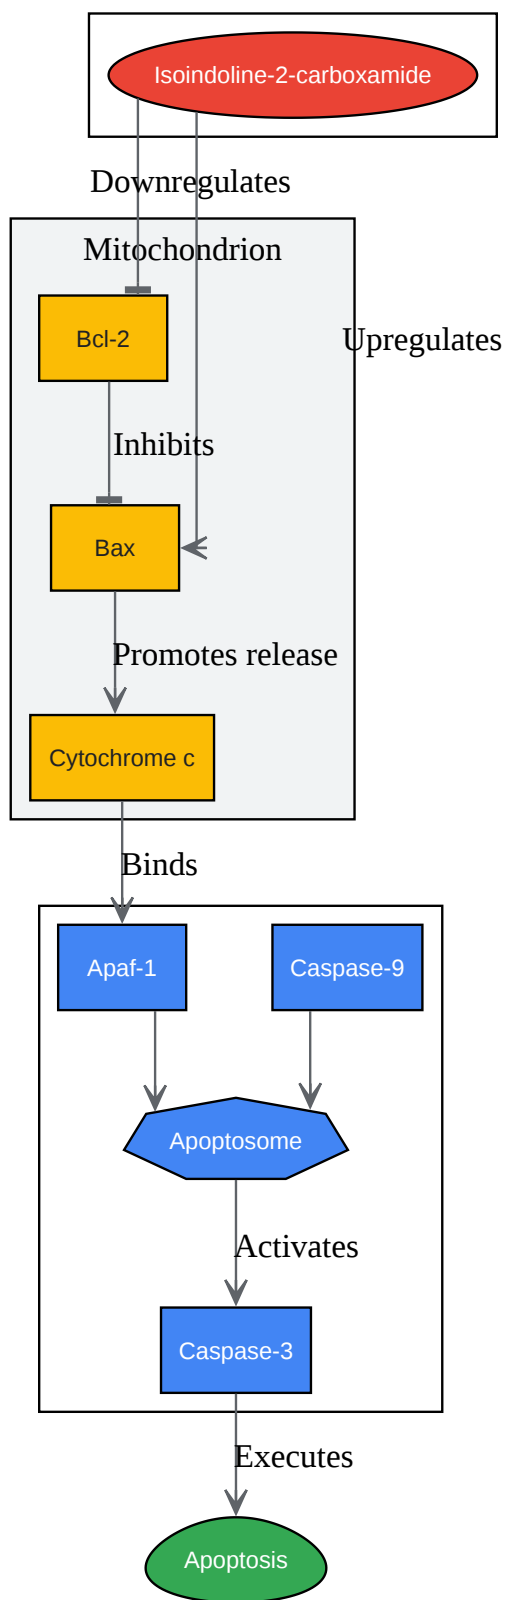 Isoindoline-2-carboxamide
Downregulates
Mitochondrion
Bcl-2
Upregulates
Inhibits
Bax
Promotes release
Cytochrome c
Binds
Apaf-1
Caspase-9
Apoptosome
Activates
Caspase-3
Executes
Apoptosis